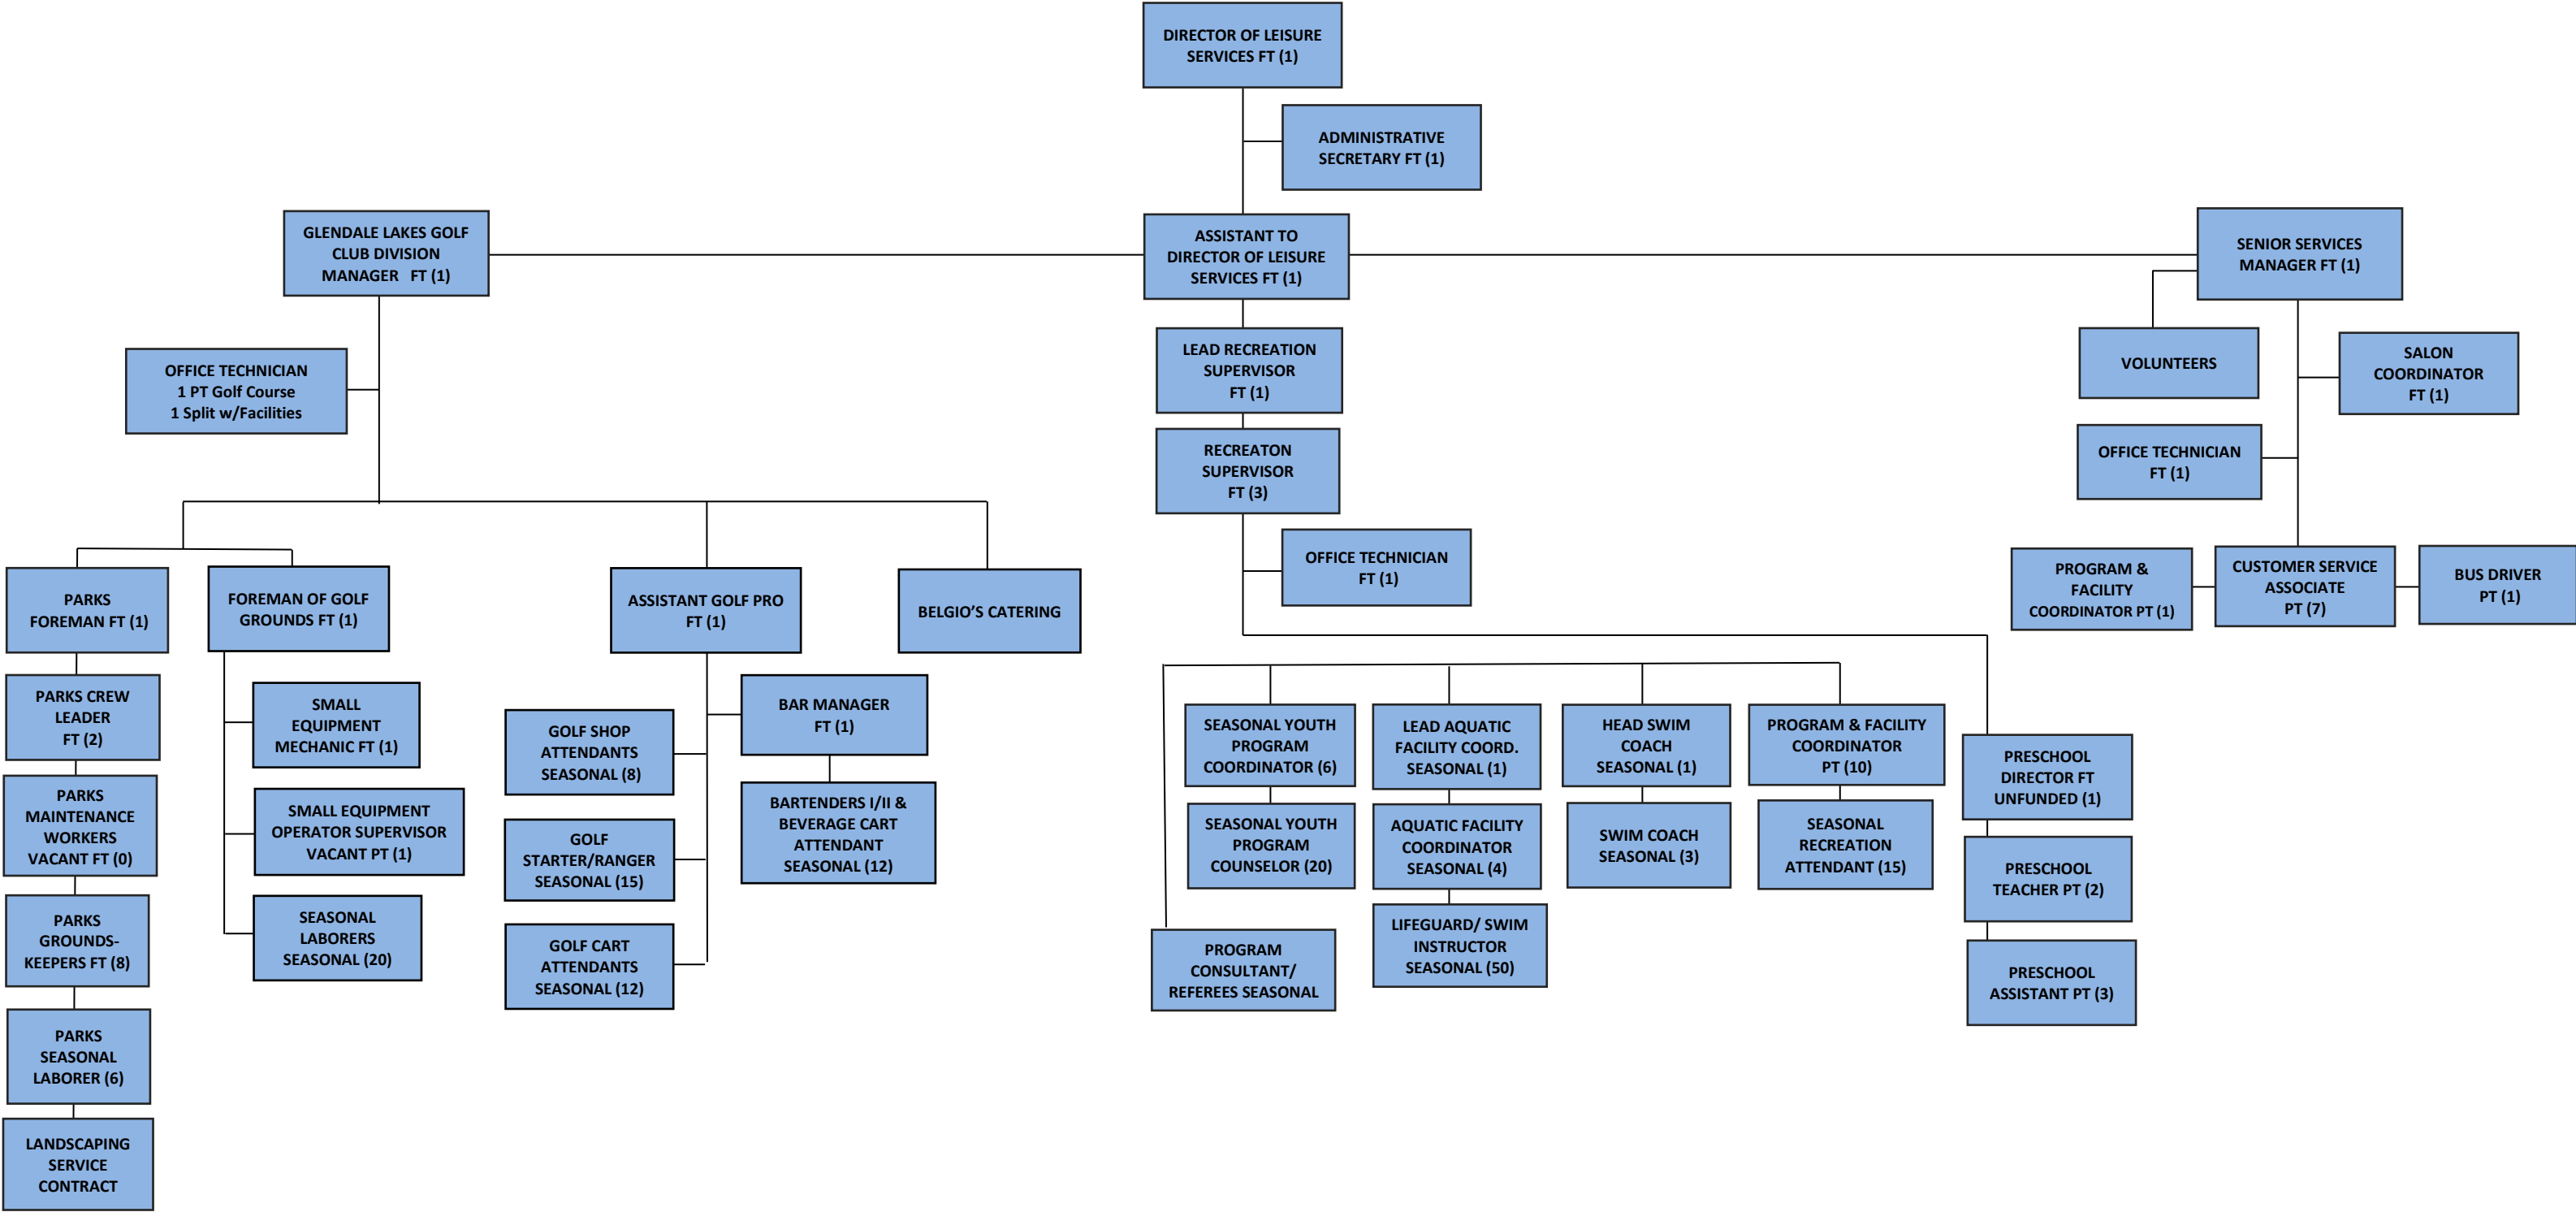 DIRECTOR OF LEISURE
SERVICES FT (1)
ADMINISTRATIVE
SECRETARY FT (1)
GLENDALE LAKES GOLF
CLUB DIVISION
MANAGER   FT (1)
ASSISTANT TO
DIRECTOR OF LEISURE
SERVICES FT (1)
SENIOR SERVICES
MANAGER FT (1)
OFFICE TECHNICIAN
1 PT Golf Course
1 Split w/Facilities
LEAD RECREATION
SUPERVISOR
FT (1)
VOLUNTEERS
SALON
COORDINATOR
FT (1)
RECREATON
SUPERVISOR
FT (3)
OFFICE TECHNICIAN
FT (1)
OFFICE TECHNICIAN
FT (1)
PROGRAM &
FACILITY
COORDINATOR PT (1)
CUSTOMER SERVICE
ASSOCIATE
PT (7)
BUS DRIVER
PT (1)
PARKS
FOREMAN FT (1)
FOREMAN OF GOLF
GROUNDS FT (1)
ASSISTANT GOLF PRO
FT (1)
BELGIO’S CATERING
PARKS CREW
LEADER
FT (2)
PARKS
MAINTENANCE
WORKERS
VACANT FT (0)
PARKS
GROUNDS-
KEEPERS FT (8)
PARKS
SEASONAL
LABORER (6)
LANDSCAPING
SERVICE
CONTRACT
SMALL
EQUIPMENT
MECHANIC FT (1)
SMALL EQUIPMENT
OPERATOR SUPERVISOR
VACANT PT (1)
SEASONAL
LABORERS
SEASONAL (20)
GOLF SHOP
ATTENDANTS
SEASONAL (8)
GOLF
STARTER/RANGER
SEASONAL (15)
GOLF CART
ATTENDANTS
SEASONAL (12)
BAR MANAGER
FT (1)
BARTENDERS I/II &
BEVERAGE CART
ATTENDANT
SEASONAL (12)
PROGRAM
CONSULTANT/
REFEREES SEASONAL
SEASONAL YOUTH
PROGRAM
COORDINATOR (6)
SEASONAL YOUTH
PROGRAM
COUNSELOR (20)
LEAD AQUATIC
FACILITY COORD.
SEASONAL (1)
AQUATIC FACILITY
COORDINATOR
SEASONAL (4)
LIFEGUARD/ SWIM
INSTRUCTOR
SEASONAL (50)
HEAD SWIM
COACH
SEASONAL (1)
SWIM COACH
SEASONAL (3)
PROGRAM & FACILITY
COORDINATOR
PT (10)
SEASONAL
RECREATION
ATTENDANT (15)
PRESCHOOL
DIRECTOR FT
UNFUNDED (1)
PRESCHOOL
TEACHER PT (2)
PRESCHOOL
ASSISTANT PT (3)